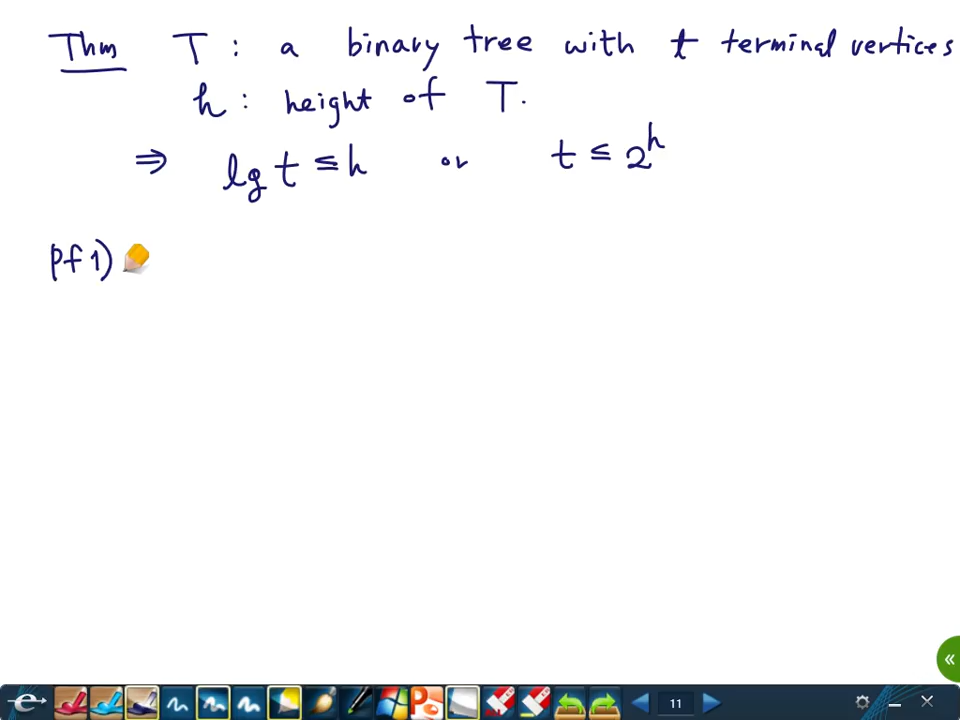 Thm T : a binary tree with t terminal vertices
h : height of T.
⇒ lg t ≤ h or t ≤ 2^h
pf 1)
11